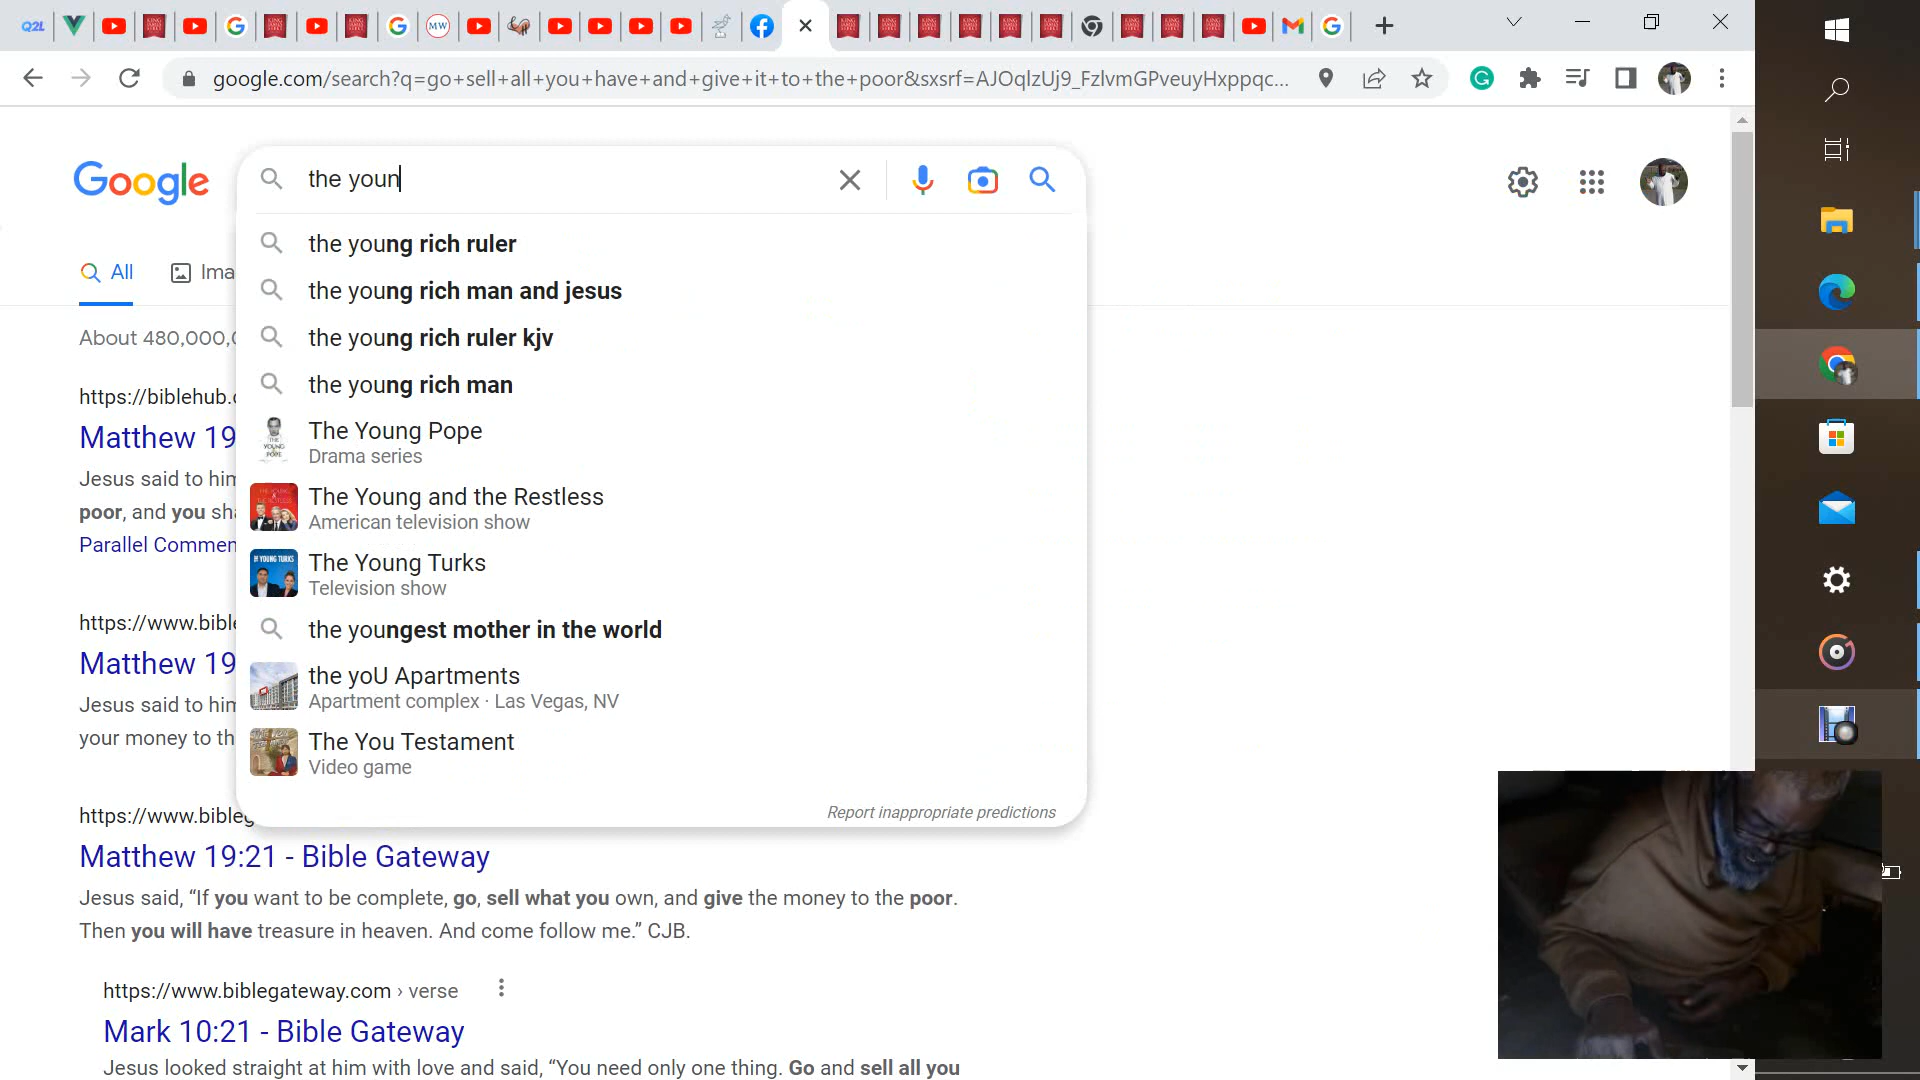 Q2L
MW
google.com/search?q=go+sell+all+you+have+and+give+it+to+the+poor&sxsrf=AJOqlzUj9_FzlvmGPveuyHxppqc...
Google
the youn
the young rich ruler
the young rich man and jesus
the young rich ruler kjv
the young rich man
The Young Pope
Drama series
The Young and the Restless
American television show
The Young Turks
Television show
the youngest mother in the world
the yoU Apartments
Apartment complex · Las Vegas, NV
The You Testament
Video game
Report inappropriate predictions
All
Ima
About 480,000,0
https://biblehub.c
Matthew 19
Jesus said to him
poor, and you sha
Parallel Commen
https://www.bible
Matthew 19
Jesus said to him
your money to th
https://www.bibleg
Matthew 19:21 - Bible Gateway
Jesus said, “If you want to be complete, go, sell what you own, and give the money to the poor.
Then you will have treasure in heaven. And come follow me.” CJB.
https://www.biblegateway.com › verse
Mark 10:21 - Bible Gateway
Jesus looked straight at him with love and said, “You need only one thing. Go and sell all you